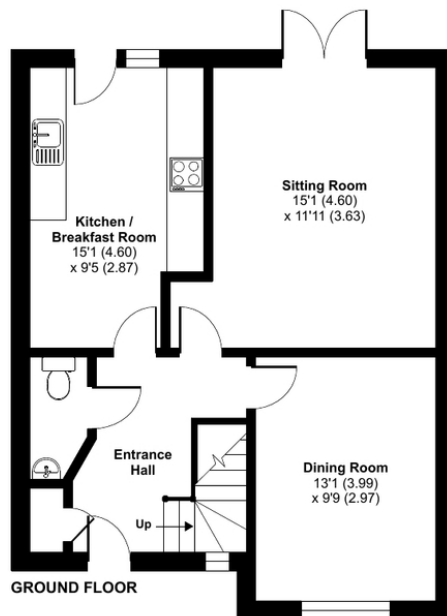 Sitting Room
15'1 (4.60)
x 11'11 (3.63)
Kitchen /
Breakfast Room
15'1 (4.60)
x 9'5 (2.87)
Entrance
Hall
Dining Room
13'1 (3.99)
x 9'9 (2.97)
Up
GROUND FLOOR